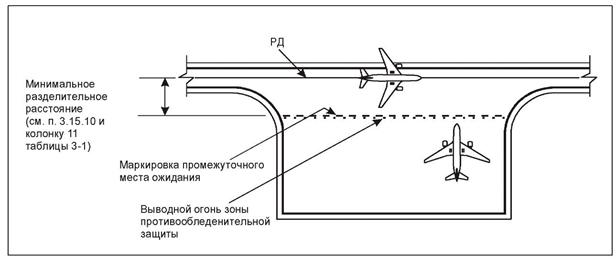 РД
Минимальное
разделительное
расстояние
(см. п. 3.15.10 и
колонку 11
таблицы 3-1)
Маркировка промежуточного
места ожидания
Выводной огонь зоны
противообледенительной
защиты